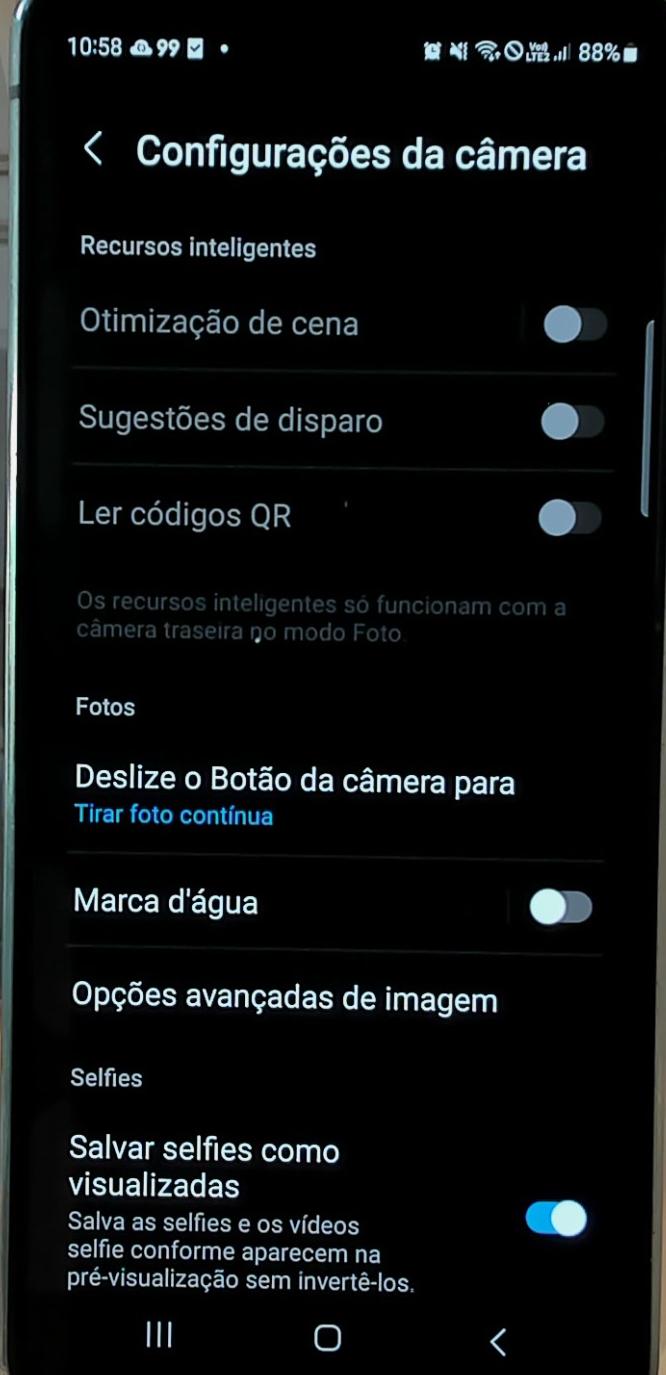 10:58 99
VoI) LTE2 88%
Configurações da câmera
Recursos inteligentes
Otimização de cena
Sugestões de disparo
Ler códigos QR
Os recursos inteligentes só funcionam com a
câmera traseira no modo Foto.
Fotos
Deslize o Botão da câmera para
Tirar foto contínua
Marca d'água
Opções avançadas de imagem
Selfies
Salvar selfies como
visualizadas
Salva as selfies e os vídeos
selfie conforme aparecem na
pré-visualização sem invertê-los.